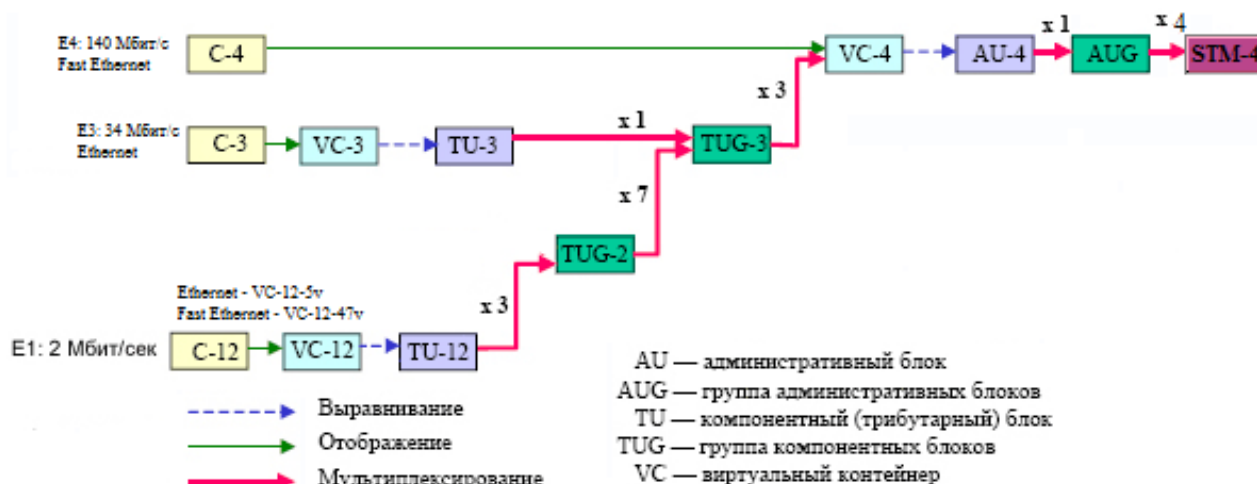 x 1
x 4
E4: 140 Мбит/с
Fast Ethernet
C-4
VC-4
AU-4
AUG
STM-4
x 3
E3: 34 Мбит/с
Ethernet
x 1
C-3
VC-3
TU-3
TUG-3
x 7
TUG-2
Ethernet - VC-12-5v
Fast Ethernet - VC-12-47v
x 3
E1: 2 Мбит/сек
C-12
VC-12
TU-12
AU — административный блок
AUG — группа административных блоков
TU — компонентный (трибутарный) блок
TUG — группа компонентных блоков
VC — виртуальный контейнер
Выравнивание
Отображение
Мультиплексирование